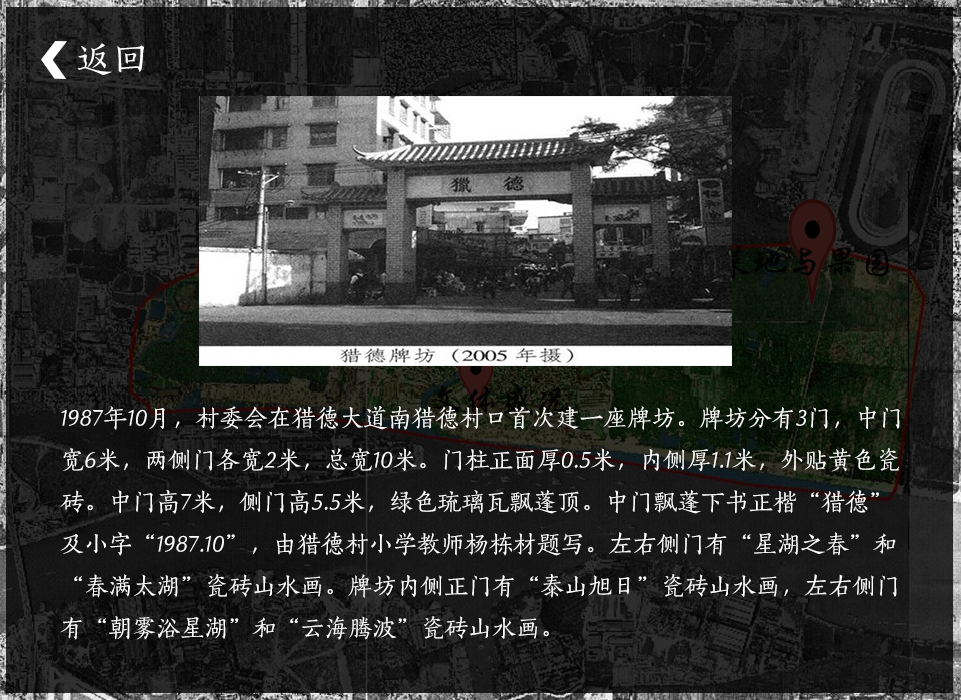 返回
獵德
猎德牌坊（2005 年摄）
1987年10月，村委会在猎德大道南猎德村口首次建一座牌坊。牌坊分有3门，中门
宽6米，两侧门各宽2米，总宽10米。门柱正面厚0.5米，内侧厚1.1米，外贴黄色瓷
砖。中门高7米，侧门高5.5米，绿色琉璃瓦飘蓬顶。中门飘蓬下书正楷“猎德”
及小字“1987.10”，由猎德村小学教师杨栋材题写。左右侧门有“星湖之春”和
“春满太湖”瓷砖山水画。牌坊内侧正门有“泰山旭日”瓷砖山水画，左右侧门
有“朝雾浴星湖”和“云海腾波”瓷砖山水画。